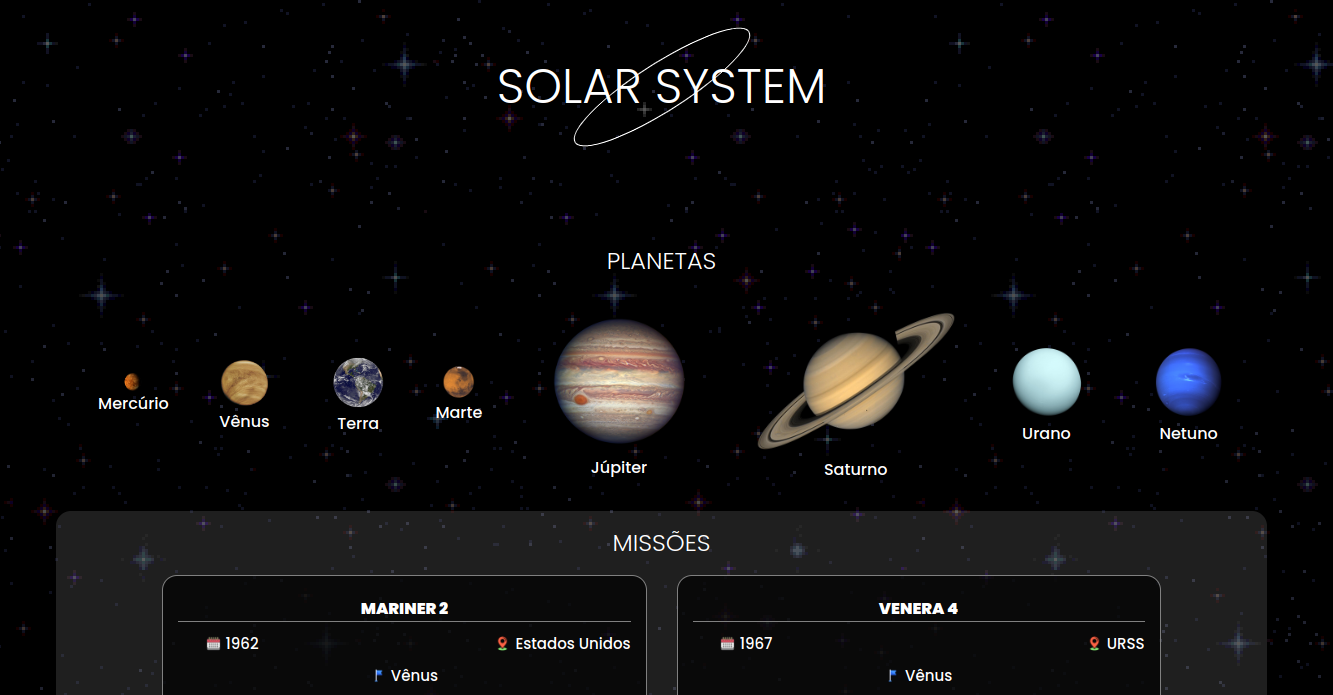 SOLAR SYSTEM
PLANETAS
Mercúrio
Vênus
Terra
Marte
Júpiter
Saturno
Urano
Netuno
MISSÕES
MARINER 2
1962
Estados Unidos
Vênus
VENERA 4
1967
URSS
Vênus